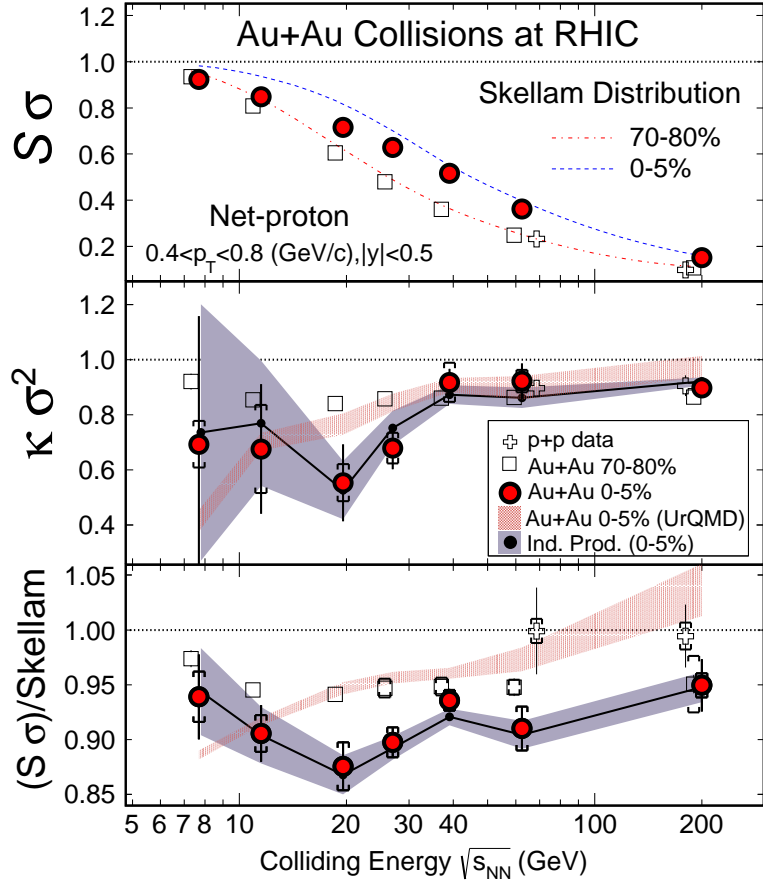 Au+Au Collisions at RHIC
Skellam Distribution
70-80%
0-5%
Net-proton
0.4<p_T<0.8 (GeV/c),|y|<0.5
S σ
1.2
1.0
0.8
0.6
0.4
0.2
κ σ²
1.2
1.0
0.8
0.6
0.4
p+p data
Au+Au 70-80%
Au+Au 0-5%
Au+Au 0-5% (UrQMD)
Ind. Prod. (0-5%)
(S σ)/Skellam
1.05
1.00
0.95
0.90
0.85
5 6 7 8 10 20 30 40 100 200
Colliding Energy √s_NN (GeV)